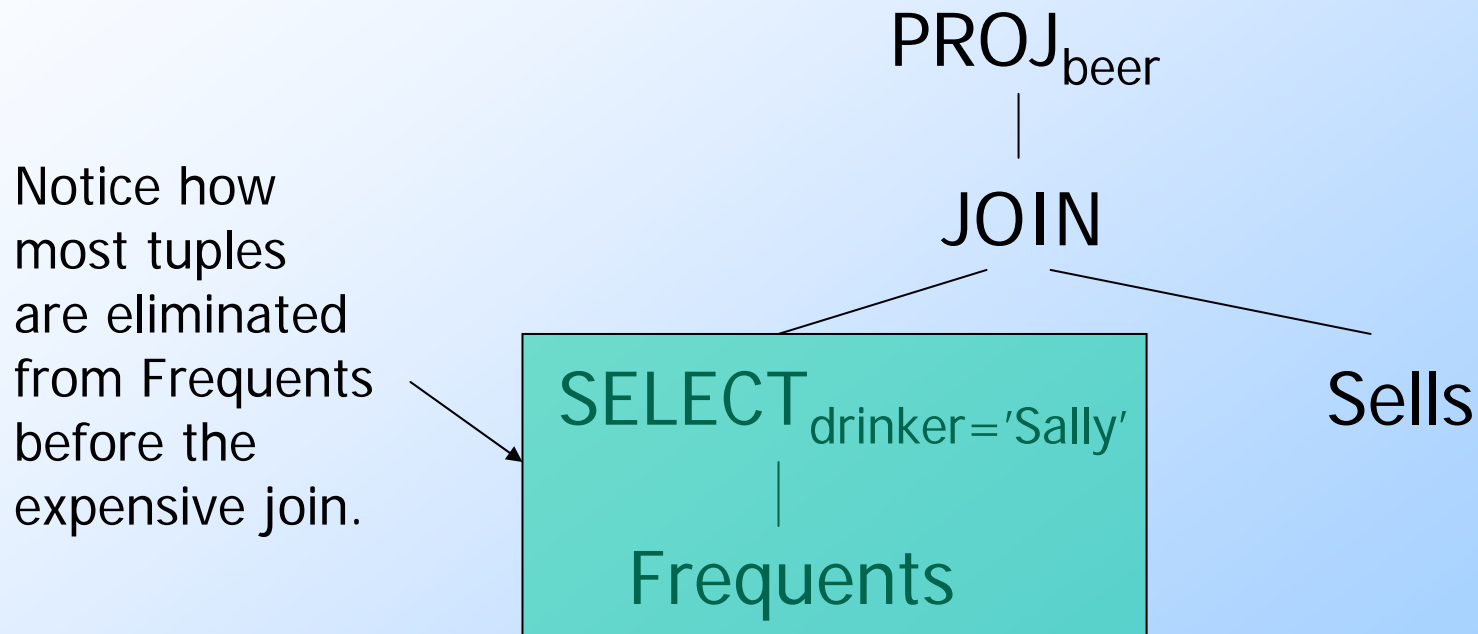 PROJbeer
JOIN
Notice how
most tuples
are eliminated
from Frequents
before the
expensive join.
SELECTdrinker='Sally'
Sells
Frequents